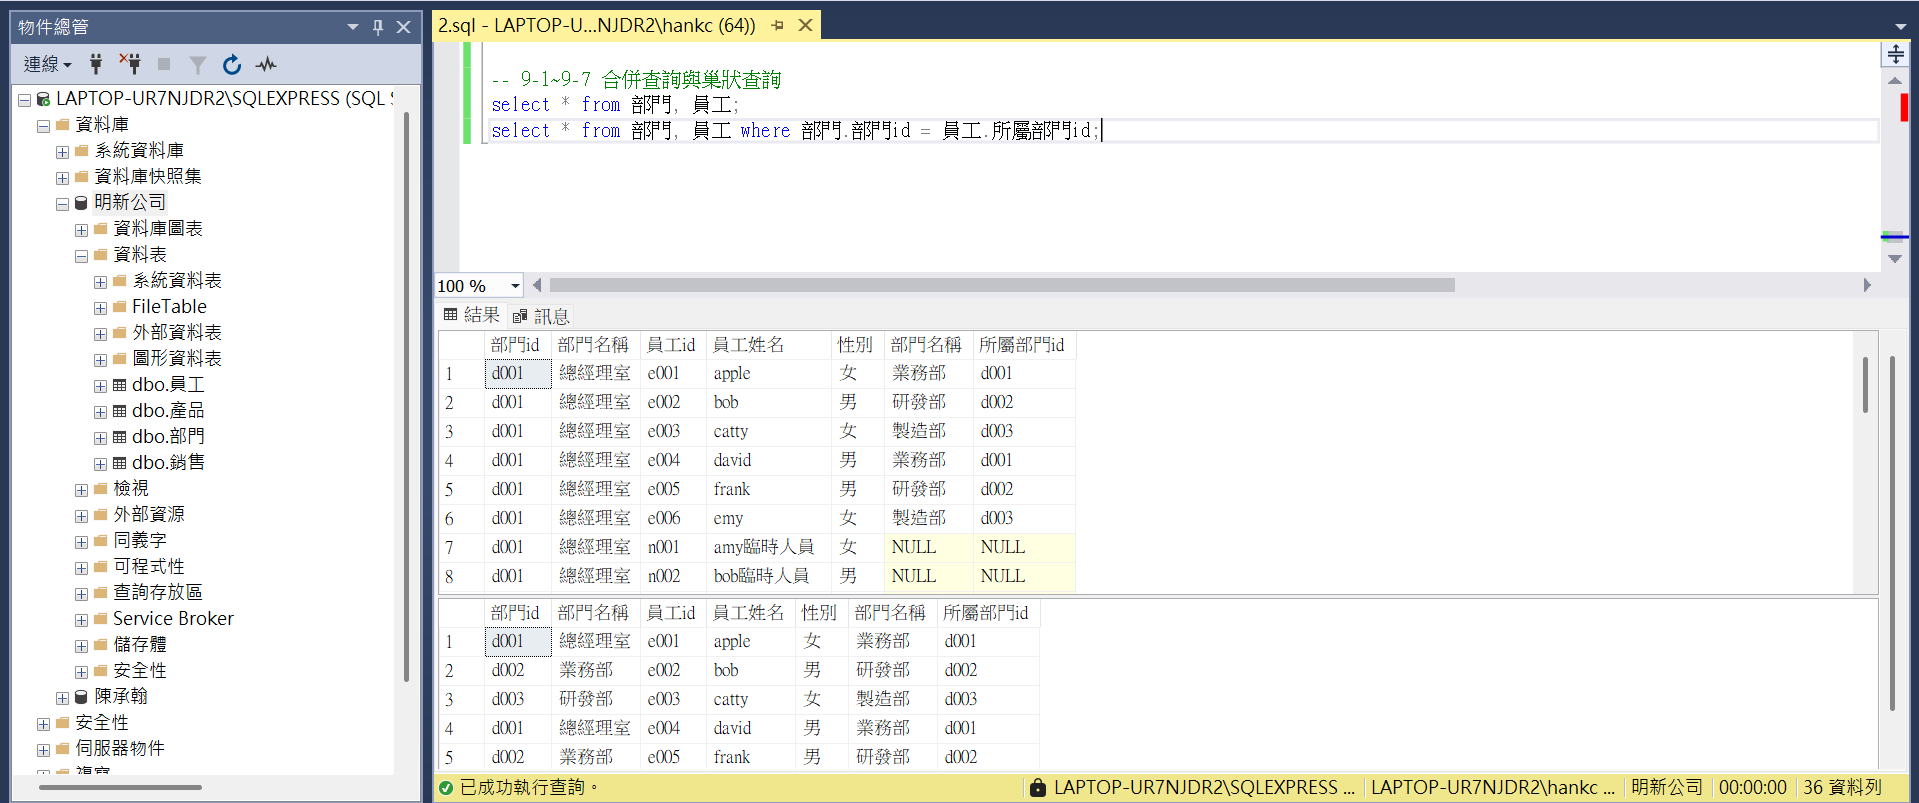 物件總管
連線
LAPTOP-UR7NJDR2\SQLEXPRESS (SQL S
資料庫
系統資料庫
資料庫快照集
明新公司
資料庫圖表
資料表
系統資料表
FileTable
外部資料表
圖形資料表
dbo.員工
dbo.產品
dbo.部門
dbo.銷售
檢視
外部資源
同義字
可程式性
查詢存放區
Service Broker
儲存體
安全性
陳承翰
安全性
伺服器物件
2.sql - LAPTOP-U...NJDR2\hankc (64))
-- 9-1~9-7 合併查詢與巢狀查詢
select * from 部門, 員工;
select * from 部門, 員工 where 部門.部門id = 員工.所屬部門id;
100 %
結果 訊息
部門id 部門名稱 員工id 員工姓名 性別 部門名稱 所屬部門id
1 d001 總經理室 e001 apple 女 業務部 d001
2 d001 總經理室 e002 bob 男 研發部 d002
3 d001 總經理室 e003 catty 女 製造部 d003
4 d001 總經理室 e004 david 男 業務部 d001
5 d001 總經理室 e005 frank 男 研發部 d002
6 d001 總經理室 e006 emy 女 製造部 d003
7 d001 總經理室 n001 amy臨時人員 女 NULL NULL
8 d001 總經理室 n002 bob臨時人員 男 NULL NULL
部門id 部門名稱 員工id 員工姓名 性別 部門名稱 所屬部門id
1 d001 總經理室 e001 apple 女 業務部 d001
2 d002 業務部 e002 bob 男 研發部 d002
3 d003 研發部 e003 catty 女 製造部 d003
4 d001 總經理室 e004 david 男 業務部 d001
5 d002 業務部 e005 frank 男 研發部 d002
已成功執行查詢。 LAPTOP-UR7NJDR2\SQLEXPRESS ... LAPTOP-UR7NJDR2\hankc ... 明新公司 00:00:00 36 資料列